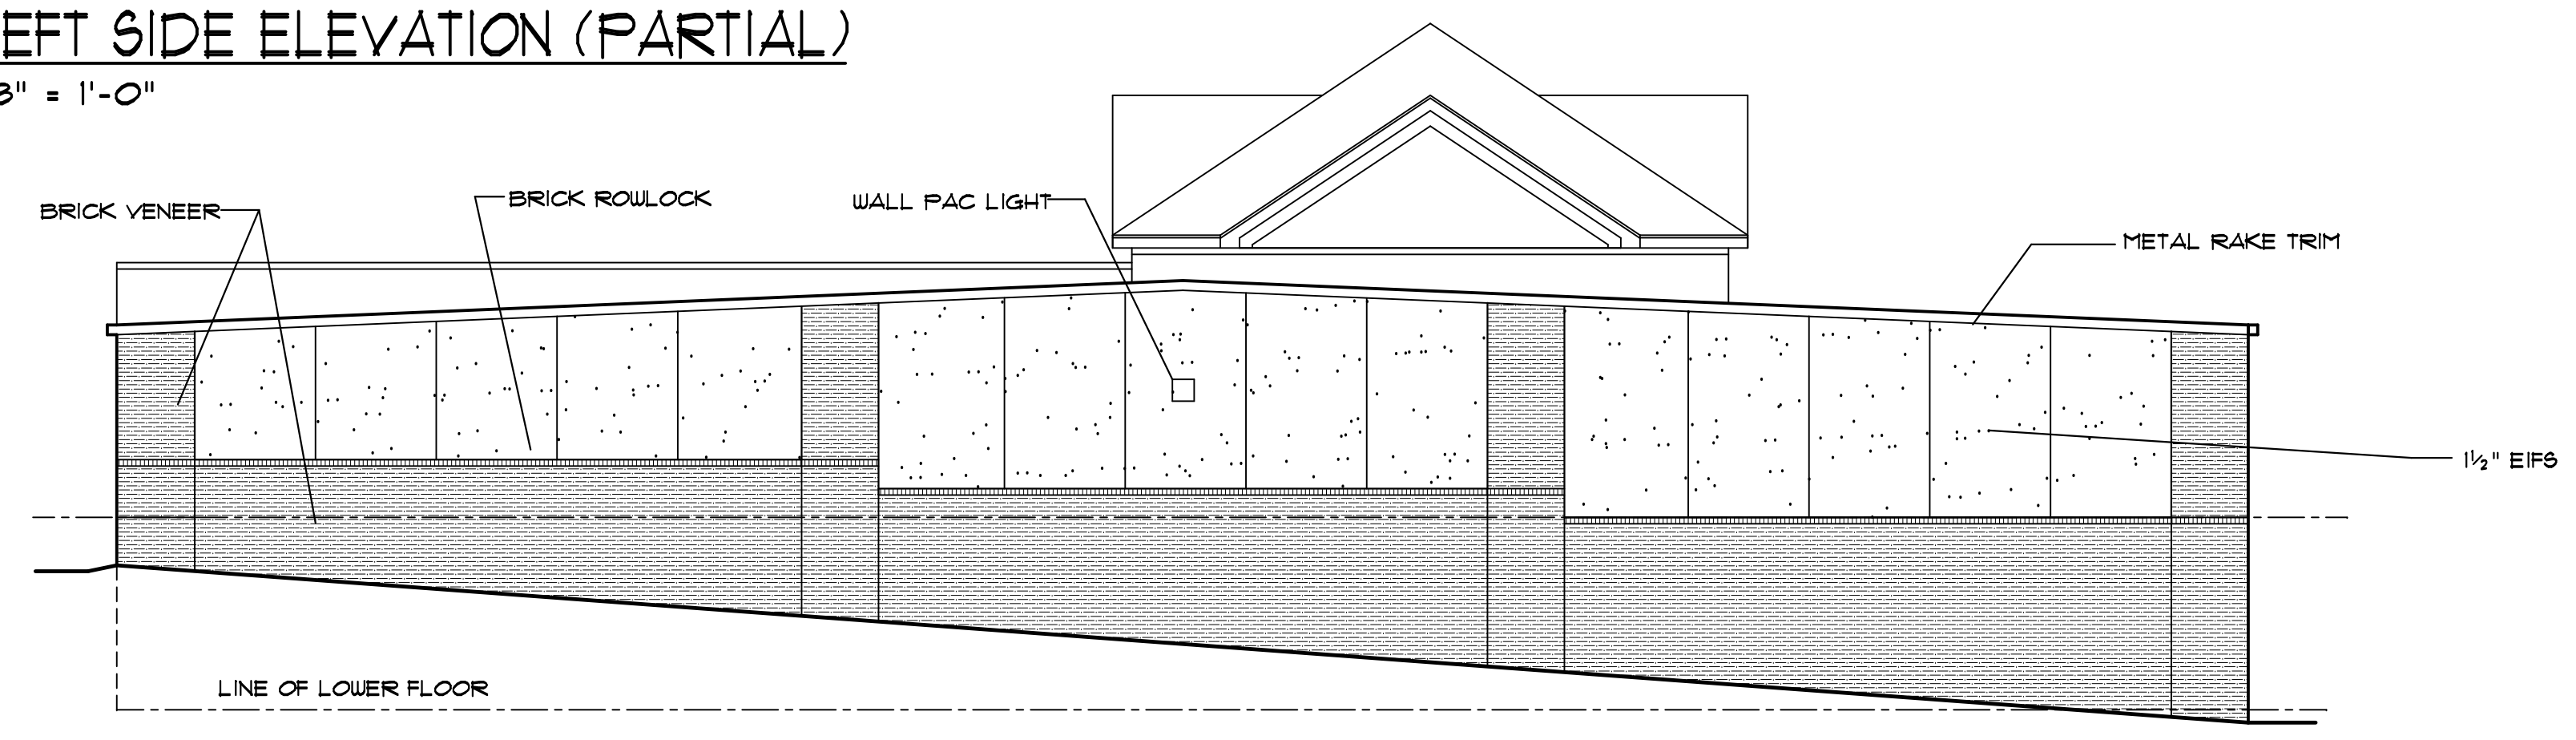 EFT SIDE ELEVATION (PARTIAL)
8" = 1'-0"
BRICK VENEER
BRICK ROWLOCK
WALL PAC LIGHT
METAL RAKE TRIM
1½" EIFS
LINE OF LOWER FLOOR